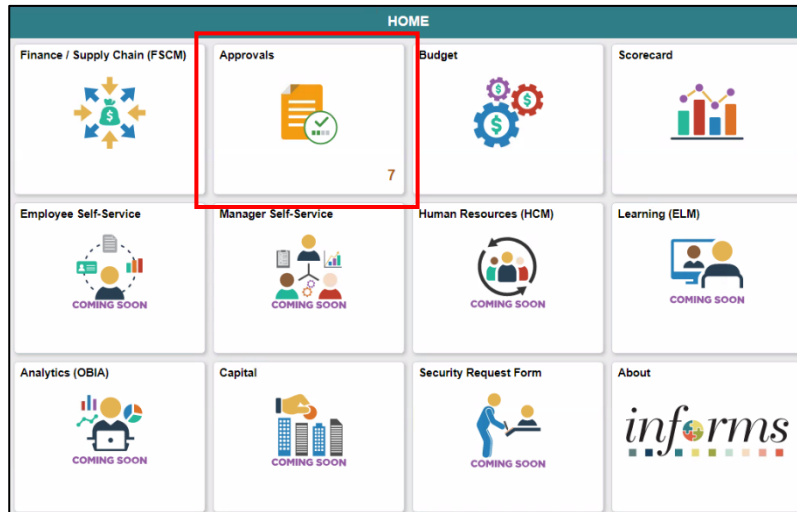 HOME
Finance / Supply Chain (FSCM)
Approvals
7
Budget
Scorecard
Employee Self-Service
COMING SOON
Manager Self-Service
COMING SOON
Human Resources (HCM)
COMING SOON
Learning (ELM)
COMING SOON
Analytics (OBIA)
COMING SOON
Capital
COMING SOON
Security Request Form
COMING SOON
About
informs